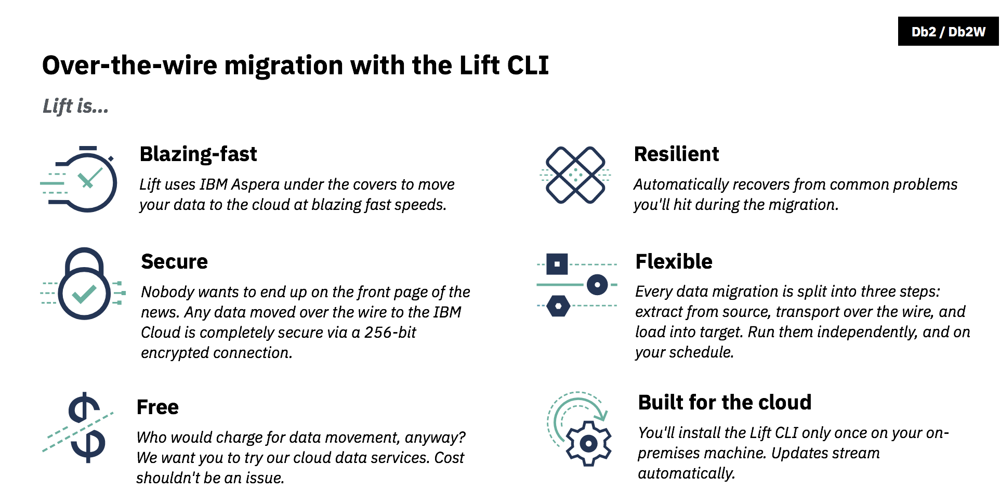 Db2 / Db2W
Over-the-wire migration with the Lift CLI
Lift is...
Blazing-fast
Lift uses IBM Aspera under the covers to move
your data to the cloud at blazing fast speeds.
Resilient
Automatically recovers from common problems
you'll hit during the migration.
Secure
Nobody wants to end up on the front page of the
news. Any data moved over the wire to the IBM
Cloud is completely secure via a 256-bit
encrypted connection.
Flexible
Every data migration is split into three steps:
extract from source, transport over the wire, and
load into target. Run them independently, and on
your schedule.
Free
Who would charge for data movement, anyway?
We want you to try our cloud data services. Cost
shouldn't be an issue.
Built for the cloud
You'll install the Lift CLI only once on your on-
premises machine. Updates stream
automatically.